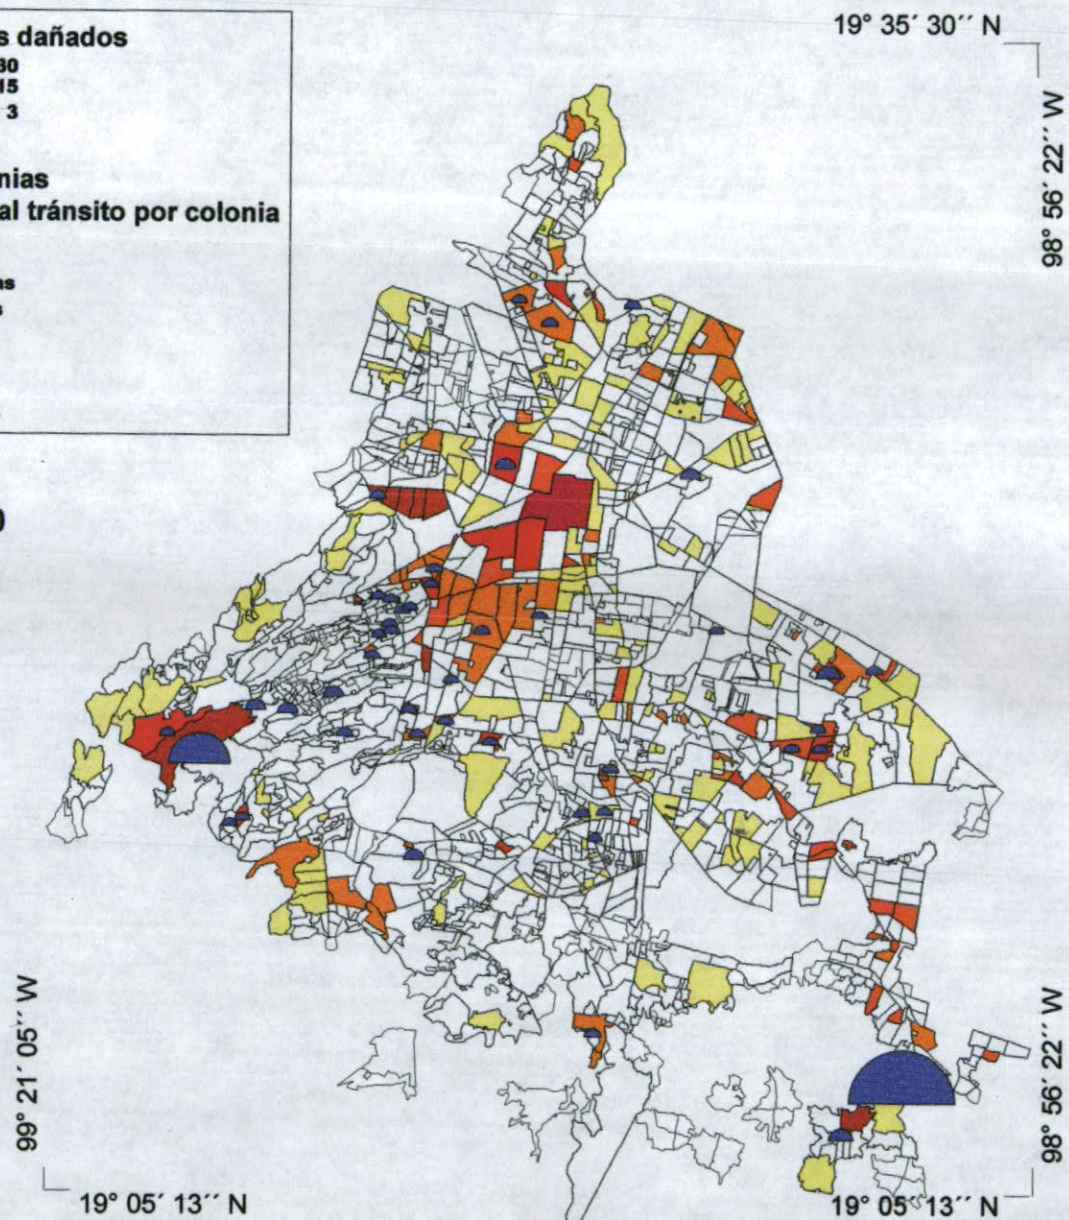 s dañados
30
15
3
nias
al tránsito por colonia
as
s
19° 35´ 30´´ N
98° 56´ 22´´ W
99° 21´ 05´´ W
98° 56´ 22´´ W
19° 05´ 13´´ N
19° 05´ 13´´ N